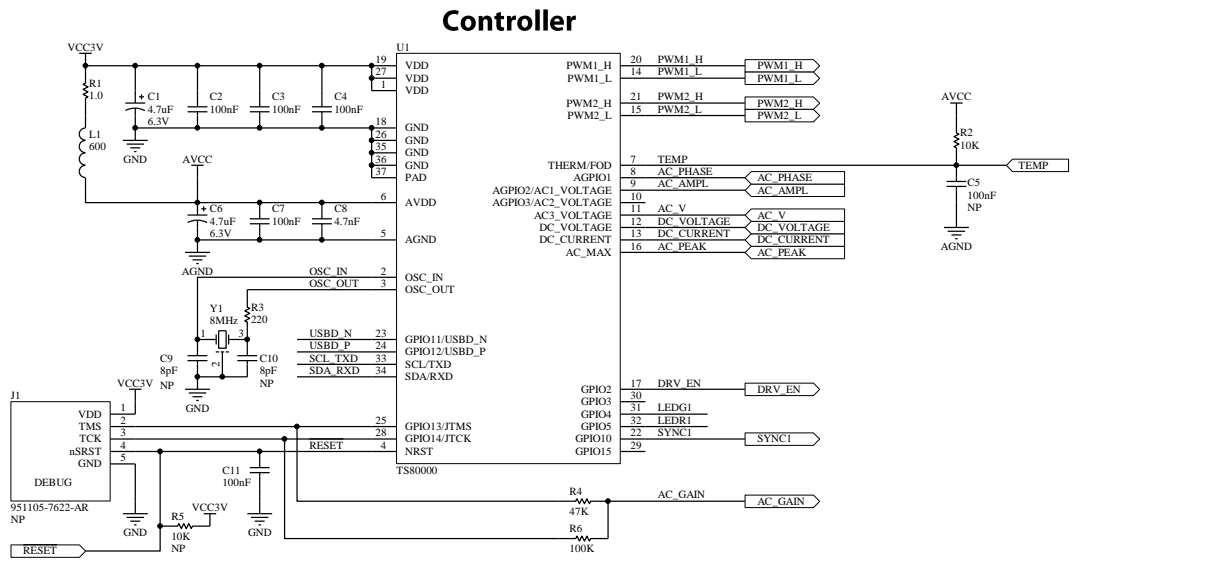 Controller
VCC3V
R1
1.0
L1
600
C1
4.7uF
6.3V
C2
100nF
C3
100nF
C4
100nF
GND
AVCC
C6
4.7uF
6.3V
C7
100nF
C8
4.7nF
AGND
U1
19 VDD
27 VDD
1 VDD
18 GND
26 GND
35 GND
36 GND
37 PAD
6 AVDD
5 AGND
OSC_IN 2 OSC_IN
OSC_OUT 3 OSC_OUT
Y1
8MHz
1 3
2
R3
220
C9
8pF
NP
C10
8pF
NP
GND
USBD_N 23 GPIO11/USBD_N
USBD_P 24 GPIO12/USBD_P
SCL_TXD 33 SCL/TXD
SDA_RXD 34 SDA/RXD
25 GPIO13/JTMS
28 GPIO14/JTCK
RESET 4 NRST
TS80000
PWM1_H 20 PWM1_H PWM1_H
PWM1_L 14 PWM1_L PWM1_L
PWM2_H 21 PWM2_H PWM2_H
PWM2_L 15 PWM2_L PWM2_L
THERM/FOD 7 TEMP TEMP
AGPIO1 8 AC_PHASE AC_PHASE
AGPIO2/AC1_VOLTAGE 9 AC_AMPL AC_AMPL
AGPIO3/AC2_VOLTAGE 10
AC3_VOLTAGE 11 AC_V AC_V
DC_VOLTAGE 12 DC_VOLTAGE DC_VOLTAGE
DC_CURRENT 13 DC_CURRENT DC_CURRENT
AC_MAX 16 AC_PEAK AC_PEAK
GPIO2 17 DRV_EN DRV_EN
GPIO3 30
GPIO4 31 LEDG1
GPIO5 32 LEDR1
GPIO10 22 SYNC1 SYNC1
GPIO15 29
AVCC
R2
10K
C5
100nF
NP
AGND
J1
VCC3V
VDD 1
TMS 2
TCK 3
nSRST 4
GND 5
DEBUG
951105-7622-AR
NP
GND
R5
10K
NP
VCC3V
RESET
C11
100nF
GND
R4
47K
R6
100K
AC_GAIN AC_GAIN